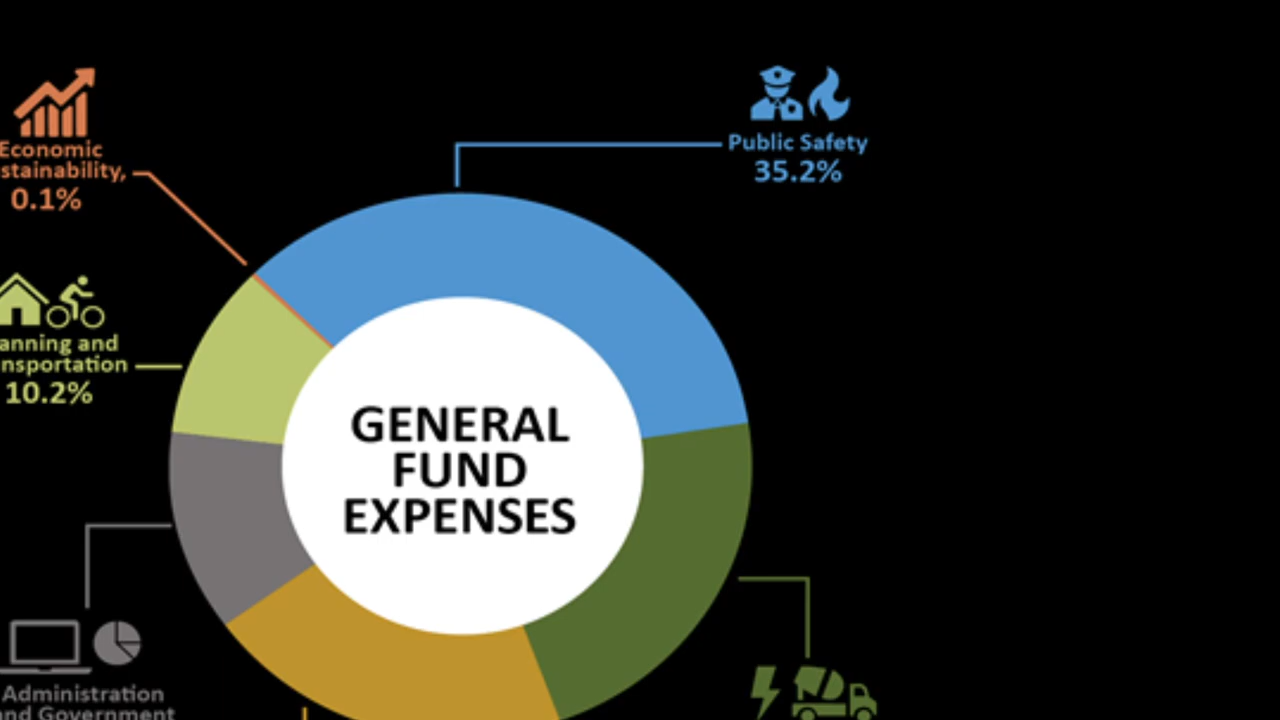 Public Safety
35.2%
Economic
stainability,
0.1%
anning and
nsportation
10.2%
GENERAL
FUND
EXPENSES
Administration
nd Government